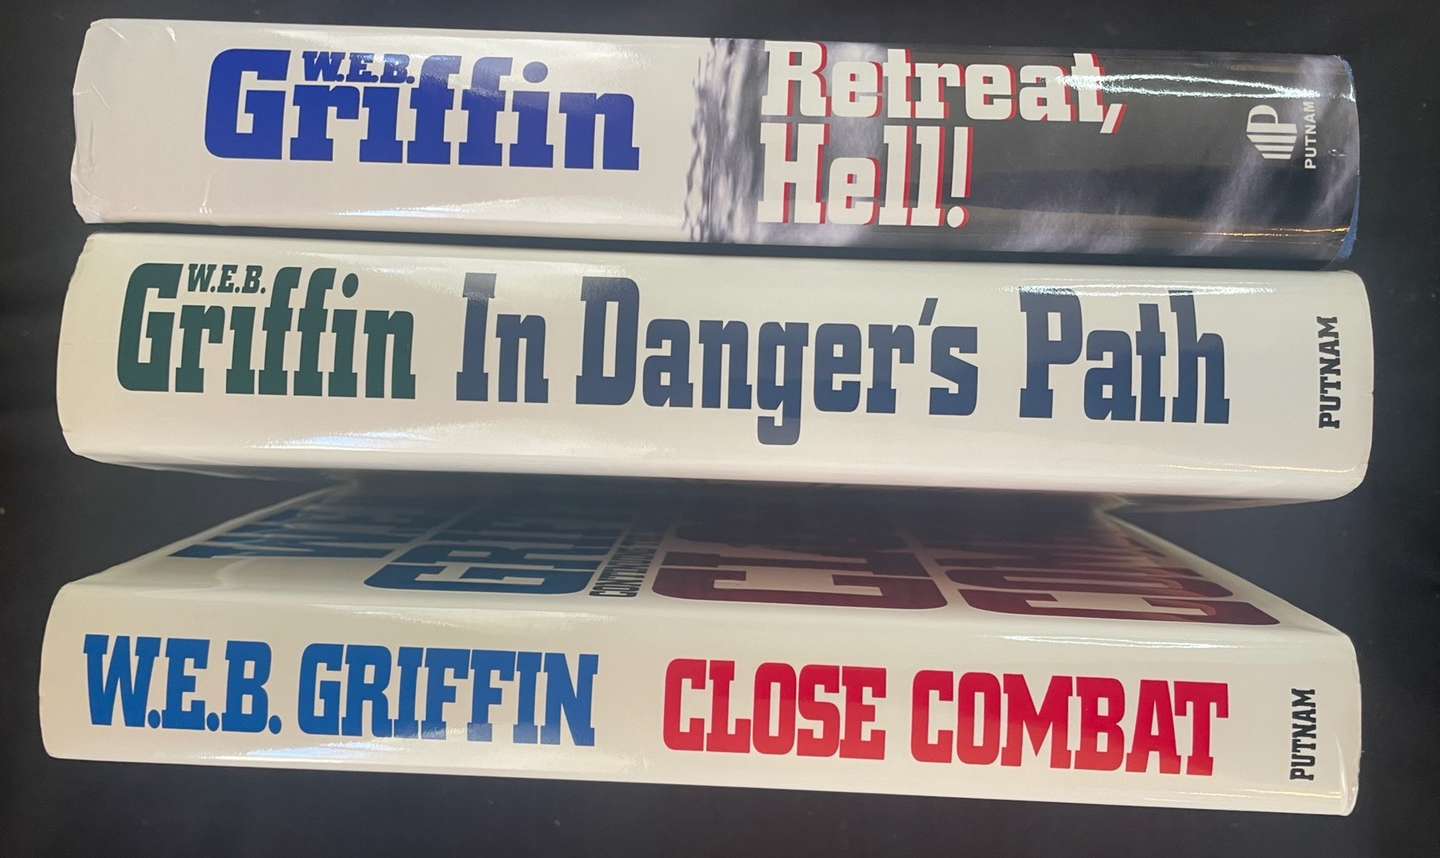 W.E.B.
Griffin
Retreat,
Hell!
PUTNAM
W.E.B.
Griffin
In Danger's Path
PUTNAM
W.E.B. GRIFFIN
CLOSE COMBAT
PUTNAM